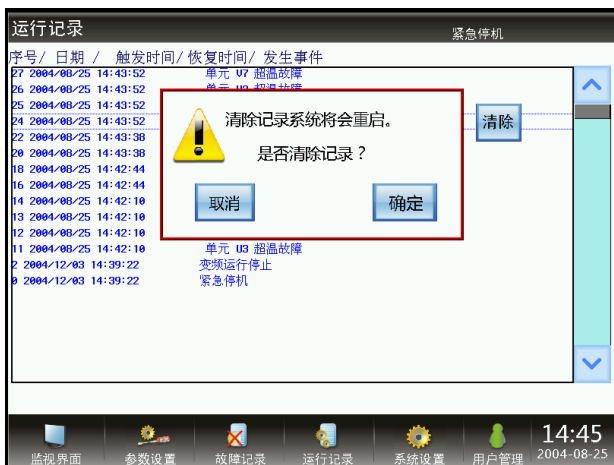 运行记录
紧急停机
序号/ 日期 / 触发时间/ 恢复时间/ 发生事件
27 2004/08/25 14:43:52 单元 V7 超温故障
26 2004/08/25 14:43:52
25 2004/08/25 14:43:52
24 2004/08/25 14:43:52
22 2004/08/25 14:43:38
20 2004/08/25 14:43:38
18 2004/08/25 14:42:44
16 2004/08/25 14:42:44
14 2004/08/25 14:42:10
13 2004/08/25 14:42:10
12 2004/08/25 14:42:10
11 2004/08/25 14:42:10 单元 U3 超温故障
2 2004/12/03 14:39:22 变频运行停止
0 2004/12/03 14:39:22 紧急停机
清除记录系统将会重启。
是否清除记录？
取消
确定
清除
监视界面
参数设置
故障记录
运行记录
系统设置
用户管理
14:45
2004-08-25